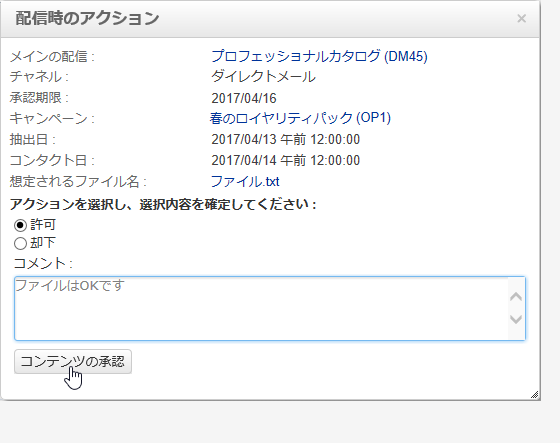 配信時のアクション ×
メインの配信 : プロフェッショナルカタログ (DM45)
チャネル : ダイレクトメール
承認期限 : 2017/04/16
キャンペーン : 春のロイヤリティパック (OP1)
抽出日 : 2017/04/13 午前 12:00:00
コンタクト日 : 2017/04/14 午前 12:00:00
想定されるファイル名 : ファイル.txt
アクションを選択し、選択内容を確定してください :
許可
却下
コメント :
ファイルはOKです
コンテンツの承認